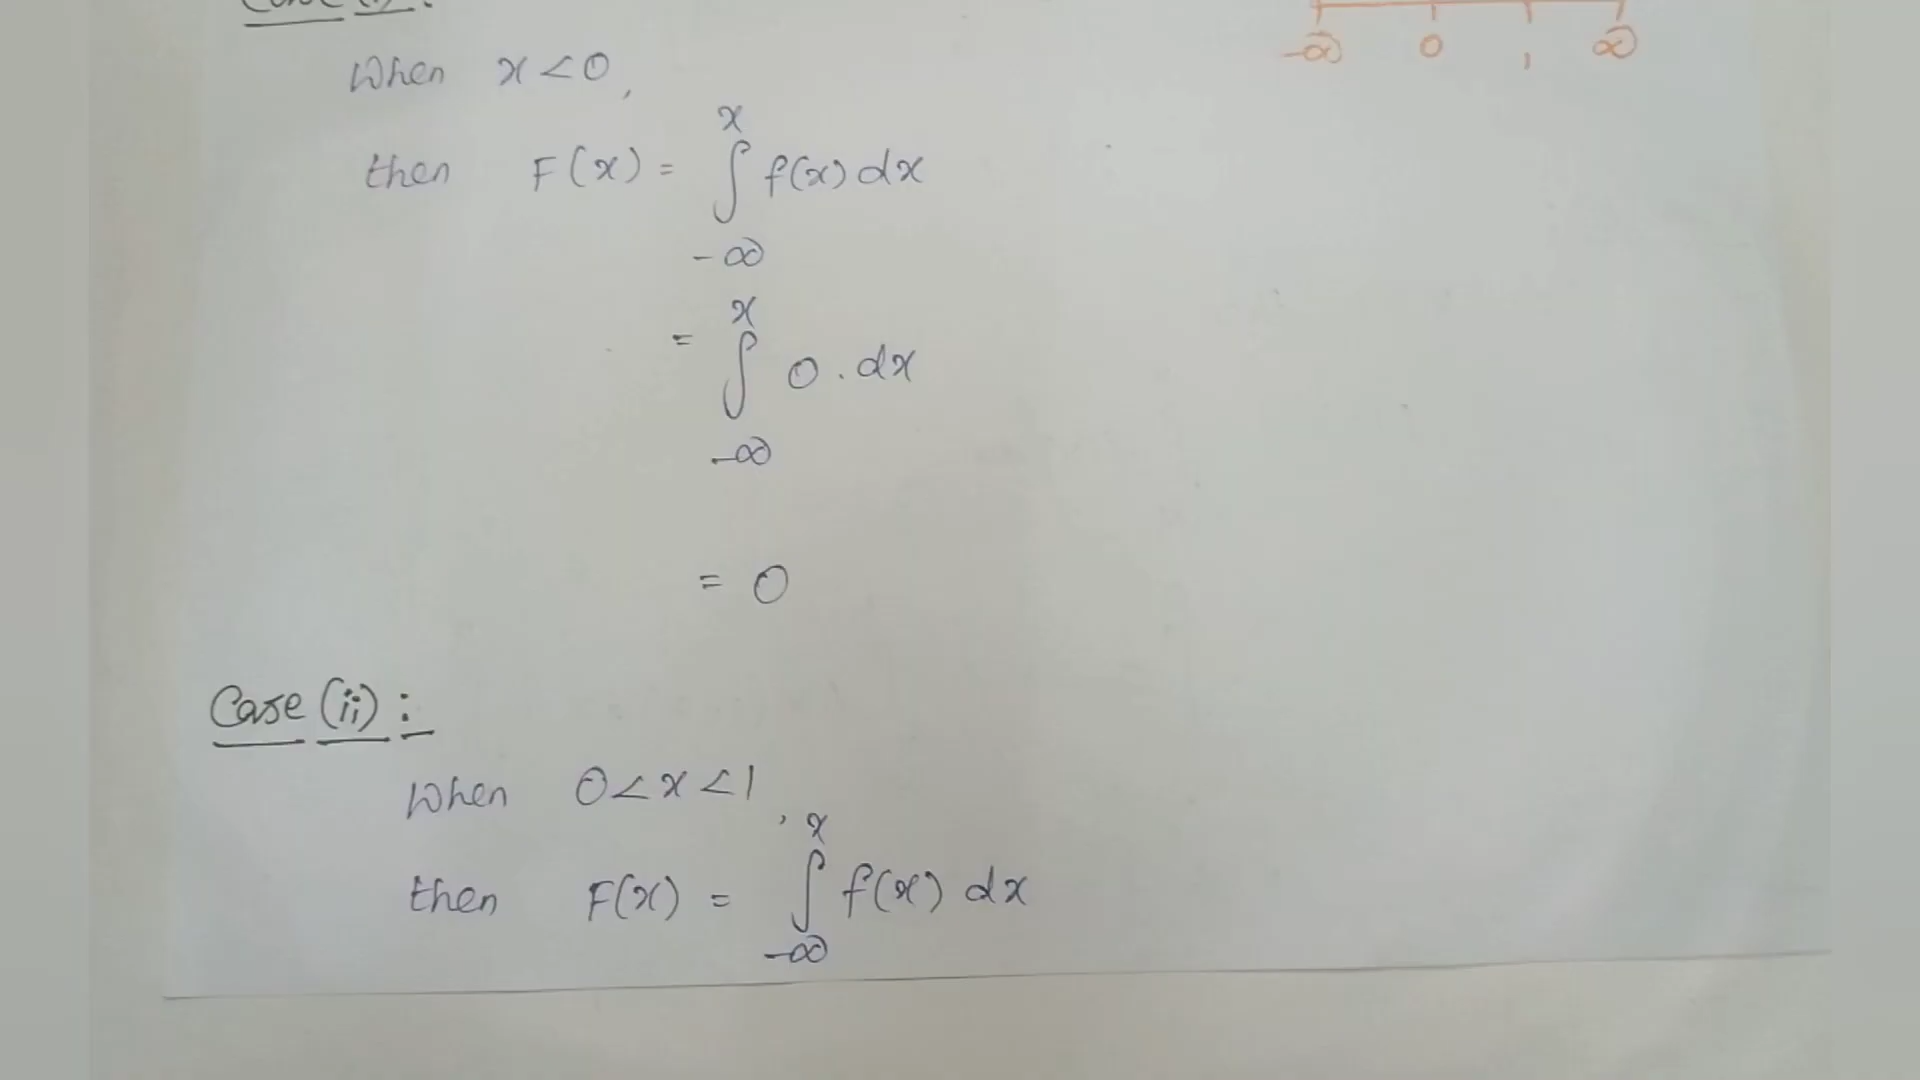 -∞ 0 1 ∞
When x < 0,
then F(x) = ∫_{-∞}^{x} f(x) dx
= ∫_{-∞}^{x} 0 . dx
= 0
Case (ii) :
When 0 < x < 1,
then F(x) = ∫_{-∞}^{x} f(x) dx